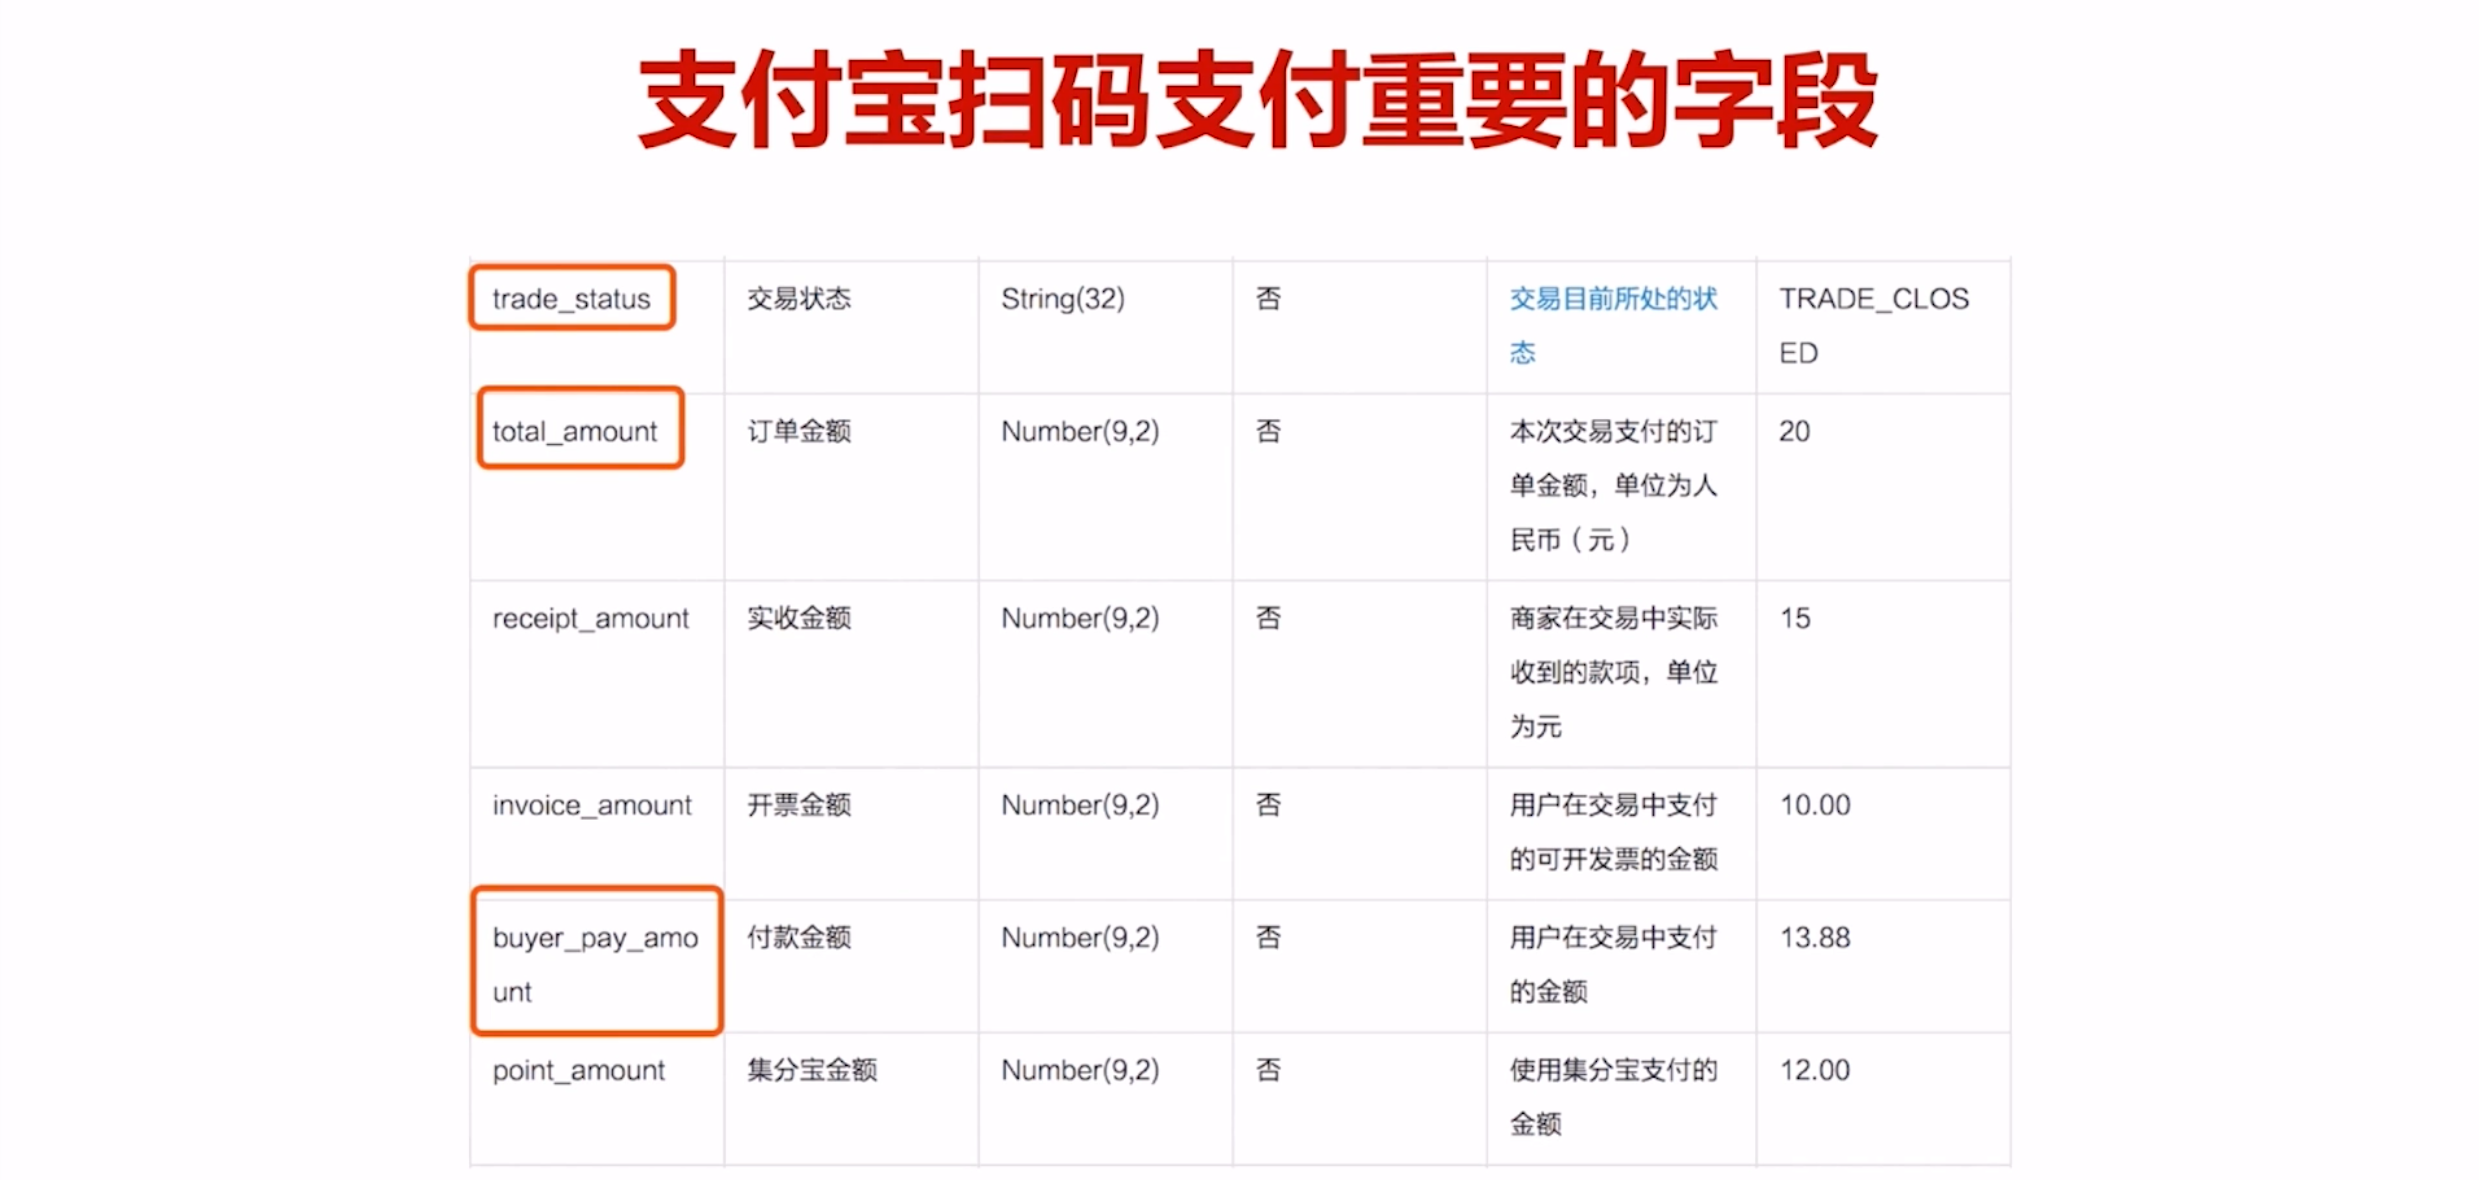 支付宝扫码支付重要的字段
trade_status 交易状态 String(32) 否 交易目前所处的状 TRADE_CLOS
态 ED
total_amount 订单金额 Number(9,2) 否 本次交易支付的订 20
单金额，单位为人
民币（元）
receipt_amount 实收金额 Number(9,2) 否 商家在交易中实际 15
收到的款项，单位
为元
invoice_amount 开票金额 Number(9,2) 否 用户在交易中支付 10.00
的可开发票的金额
buyer_pay_amo 付款金额 Number(9,2) 否 用户在交易中支付 13.88
unt 的金额
point_amount 集分宝金额 Number(9,2) 否 使用集分宝支付的 12.00
金额